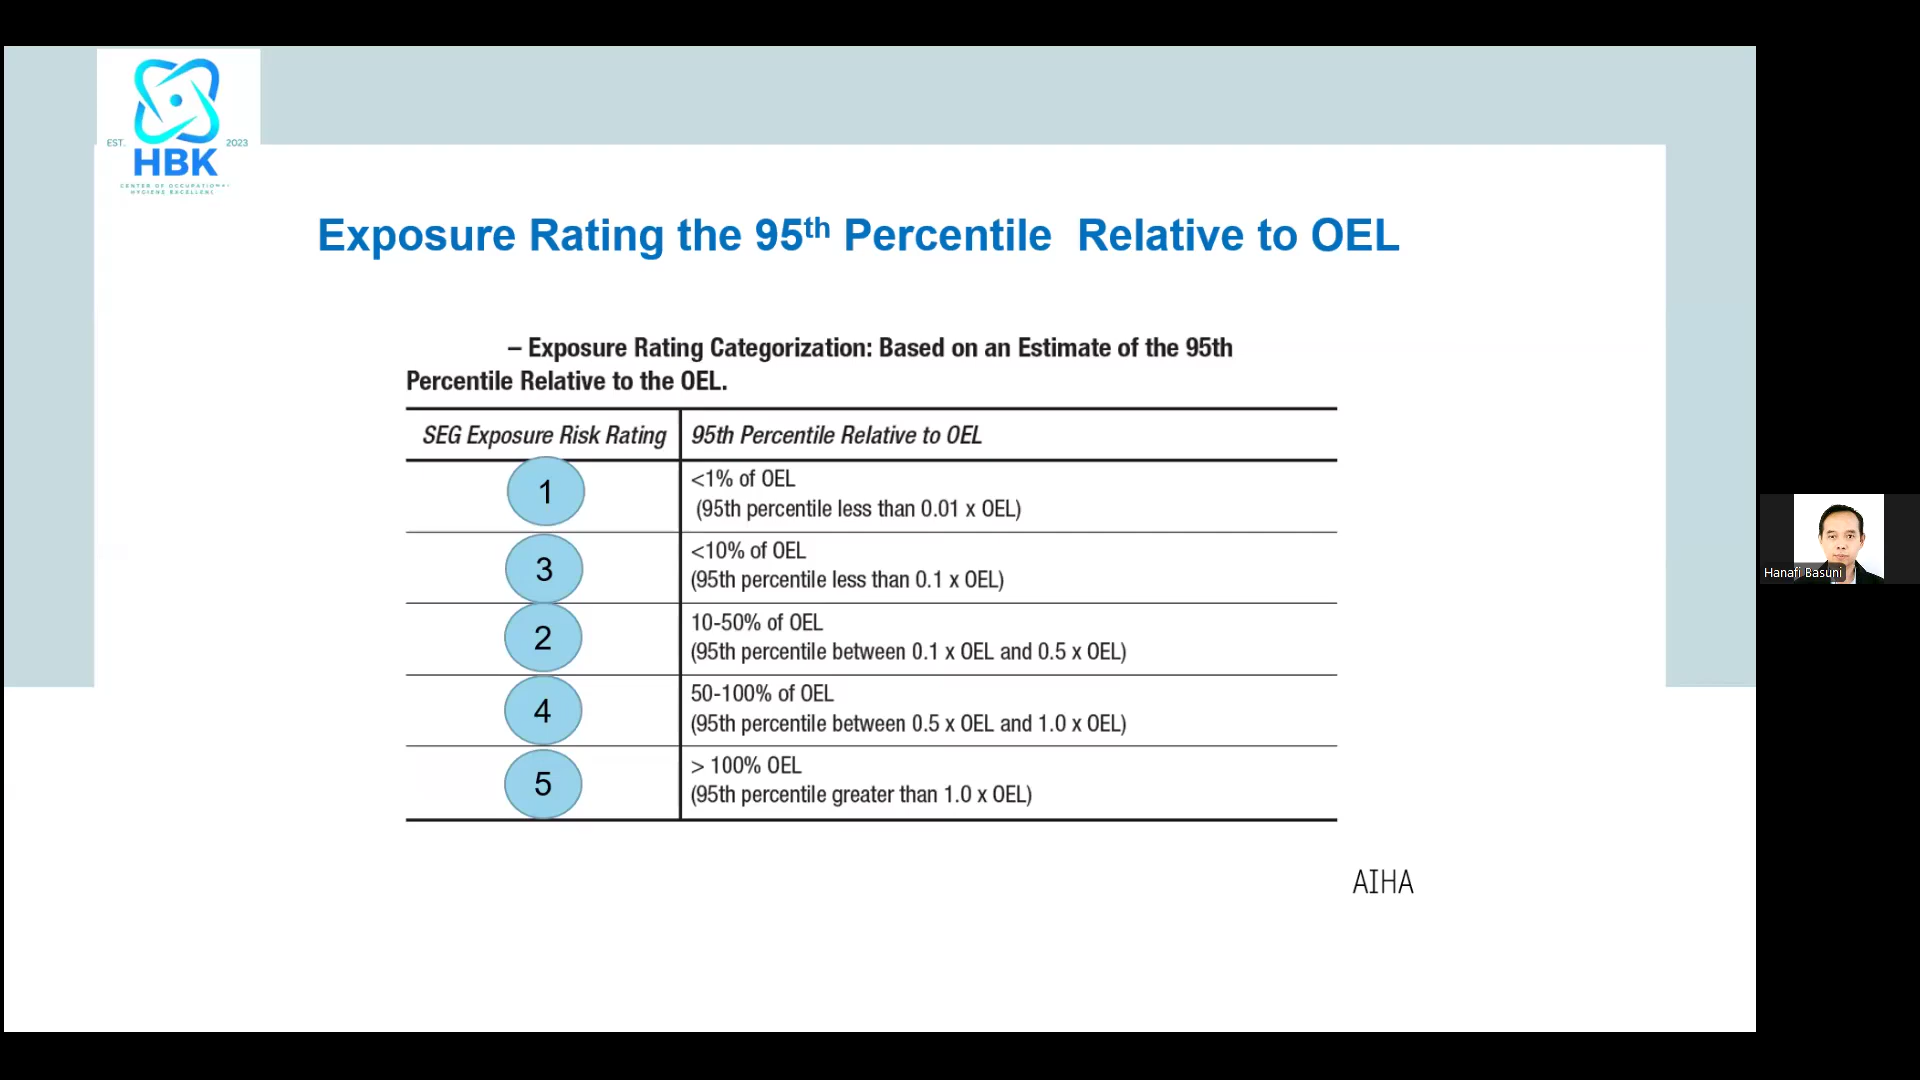 EST. 2023
HBK
CENTER OF OCCUPATIONAL
HYGIENE EXCELLENS
Exposure Rating the 95th Percentile Relative to OEL
– Exposure Rating Categorization: Based on an Estimate of the 95th
Percentile Relative to the OEL.
SEG Exposure Risk Rating 95th Percentile Relative to OEL
1 <1% of OEL
(95th percentile less than 0.01 x OEL)
3 <10% of OEL
(95th percentile less than 0.1 x OEL)
2 10-50% of OEL
(95th percentile between 0.1 x OEL and 0.5 x OEL)
4 50-100% of OEL
(95th percentile between 0.5 x OEL and 1.0 x OEL)
5 > 100% OEL
(95th percentile greater than 1.0 x OEL)
AIHA
Hanafi Basuni